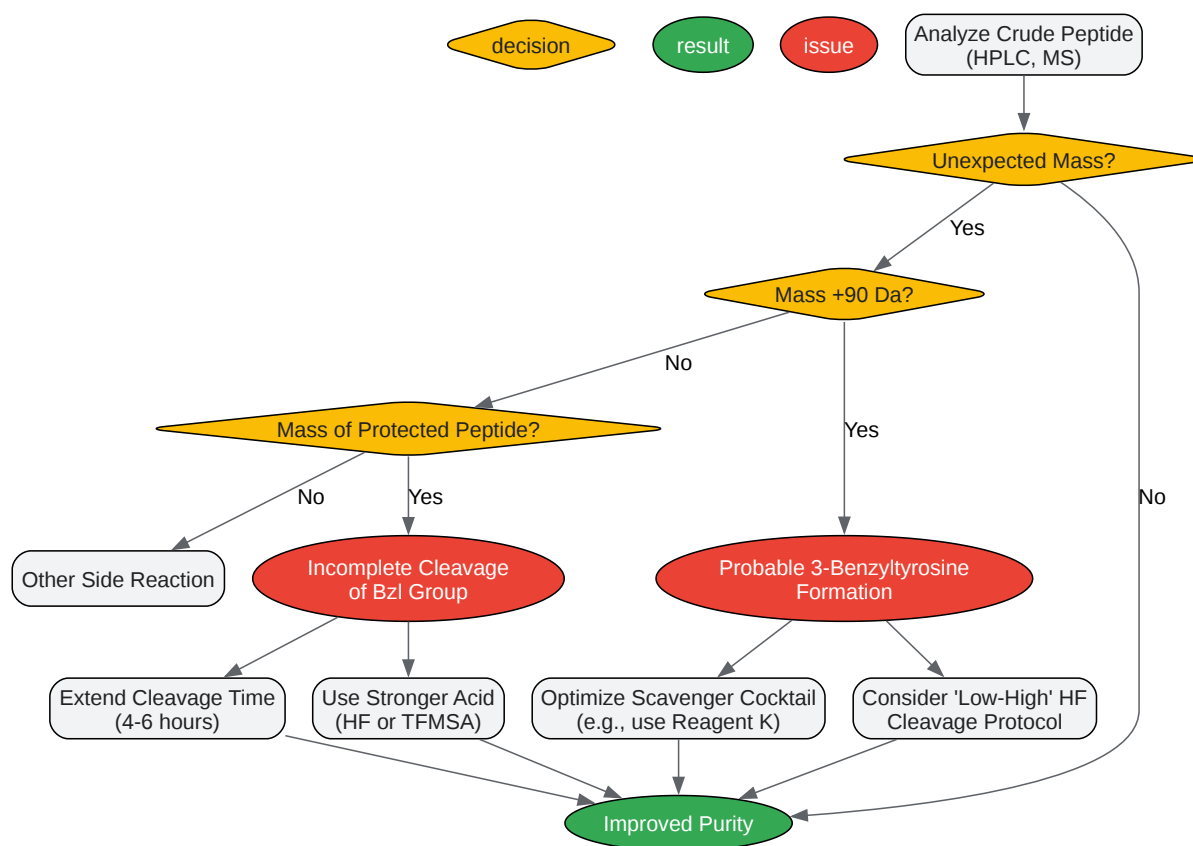 decision
result
issue
Analyze Crude Peptide
(HPLC, MS)
Unexpected Mass?
Yes
Mass +90 Da?
No
Mass of Protected Peptide?
Yes
No
No
Yes
Other Side Reaction
Incomplete Cleavage
of Bzl Group
Probable 3-Benzyltyrosine
Formation
Extend Cleavage Time
(4-6 hours)
Use Stronger Acid
(HF or TFMSA)
Optimize Scavenger Cocktail
(e.g., use Reagent K)
Consider 'Low-High' HF
Cleavage Protocol
Improved Purity